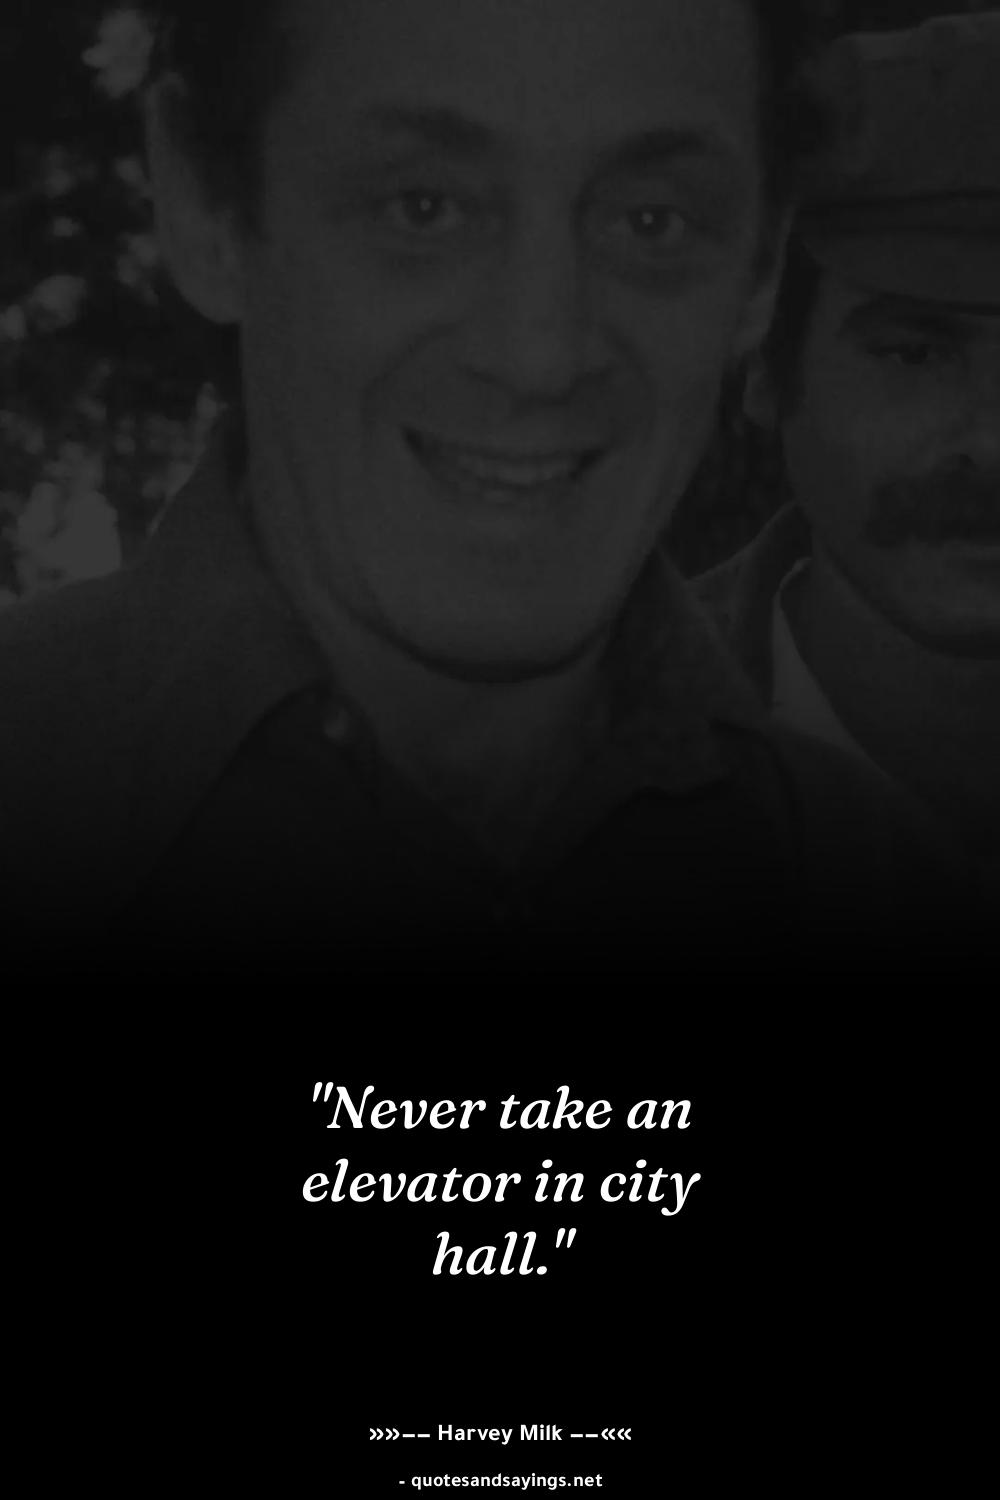 "Never take an
elevator in city
hall."
»»−− Harvey Milk −−««
- quotesandsayings.net